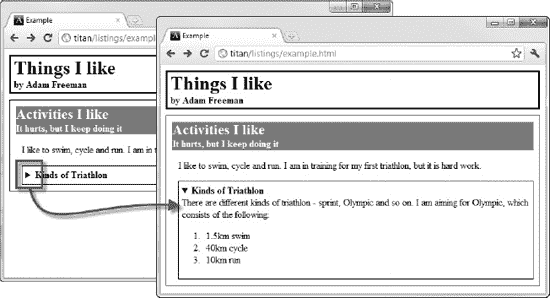 Example
titan/listings/example
Things I like
by Adam Freeman
Activities I like
It hurts, but I keep doing it
I like to swim, cycle and run. I am in t
Kinds of Triathlon
Example
titan/listings/example.html
Things I like
by Adam Freeman
Activities I like
It hurts, but I keep doing it
I like to swim, cycle and run. I am in training for my first triathlon, but it is hard work.
Kinds of Triathlon
There are different kinds of triathlon - sprint, Olympic and so on. I am aiming for Olympic, which
consists of the following:
1. 1.5km swim
2. 40km cycle
3. 10km run